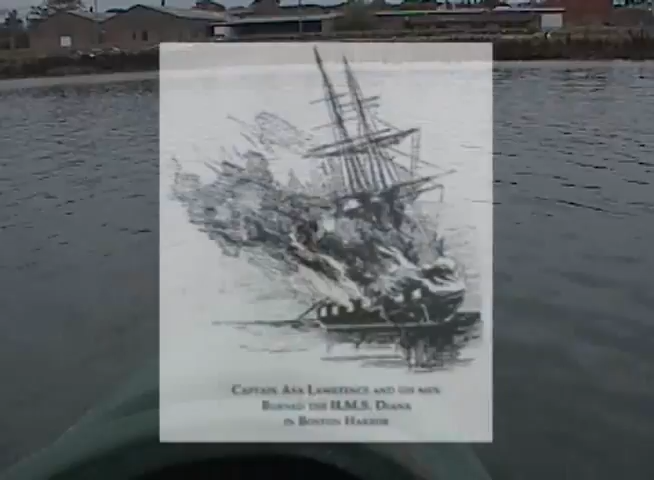 Captain Asa Lawrence and his men
Burned the H.M.S. Diana
in Boston Harbor